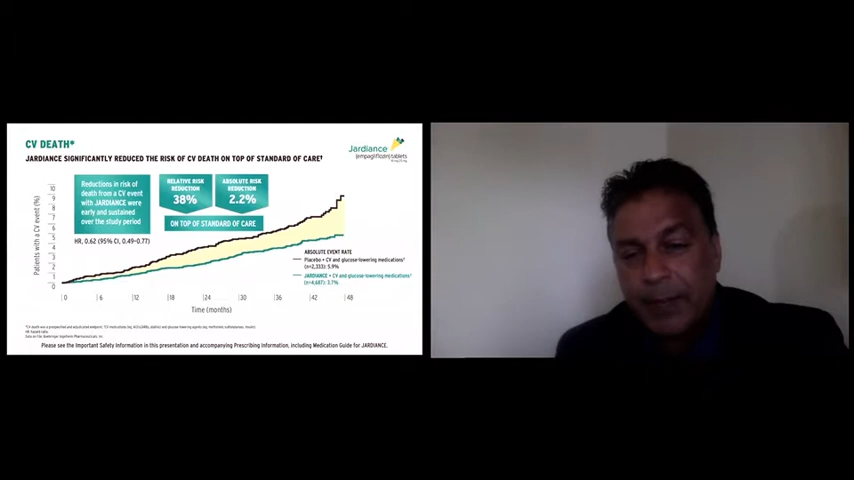 CV DEATH*
JARDIANCE SIGNIFICANTLY REDUCED THE RISK OF CV DEATH ON TOP OF STANDARD OF CARE†
Jardiance
(empagliflozin) tablets
Reductions in risk of
death from a CV event
with JARDIANCE were
early and sustained
over the study period
RELATIVE RISK
REDUCTION
38%
ABSOLUTE RISK
REDUCTION
2.2%
ON TOP OF STANDARD OF CARE
HR, 0.62 (95% CI, 0.49–0.77)
Patients with a CV event (%)
10
9
8
7
6
5
4
3
2
1
0
ABSOLUTE EVENT RATE
Placebo + CV and glucose-lowering medications†
(n=2,333): 5.9%
JARDIANCE + CV and glucose-lowering medications†
(n=4,687): 3.7%
0 6 12 18 24 30 36 42 48
Time (months)
Please see the Important Safety Information in this presentation and accompanying Prescribing Information, including Medication Guide for JARDIANCE.